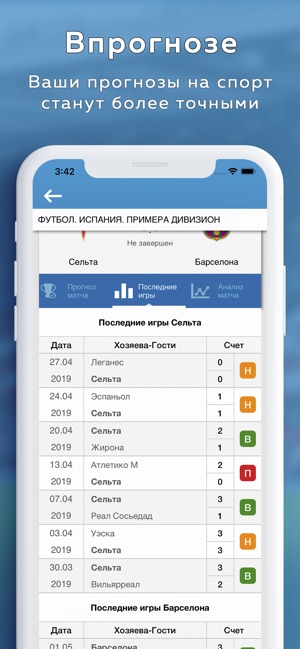 Впрогнозе
Ваши прогнозы на спорт
станут более точными
3:42
ФУТБОЛ. ИСПАНИЯ. ПРИМЕРА ДИВИЗИОН
Не завершен
Сельта Барселона
Прогноз матча Последние игры Анализ матча
Последние игры Сельта
Дата Хозяева-Гости Счет
27.04 Леганес 0
2019 Сельта 0 Н
24.04 Эспаньол 1
2019 Сельта 1 Н
20.04 Сельта 2
2019 Жирона 1 В
13.04 Атлетико М 2
2019 Сельта 0 П
07.04 Сельта 3
2019 Реал Сосьедад 1 В
03.04 Уэска 3
2019 Сельта 3 Н
30.03 Сельта 3
2019 Вильярреал 2 В
Последние игры Барселона
Дата Хозяева-Гости Счет
01.05 Барселона 3